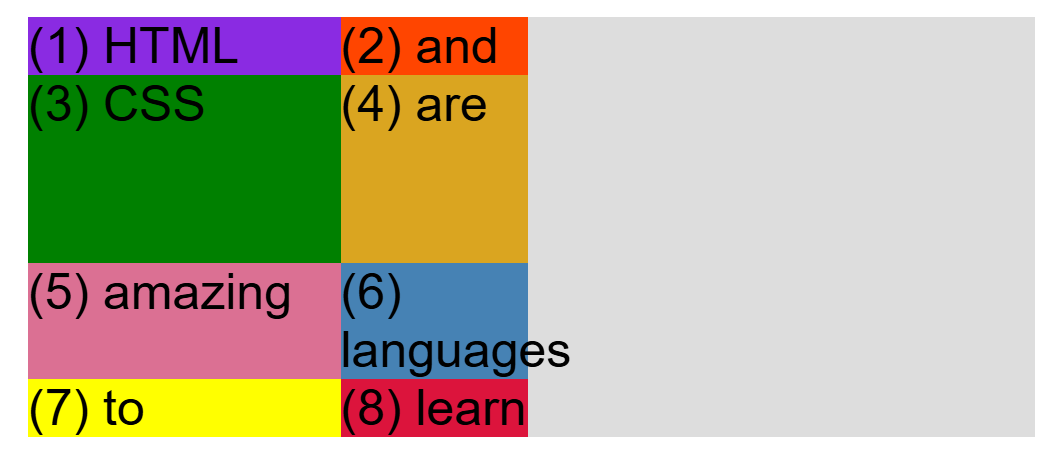 (1) HTML
(2) and
(3) CSS
(4) are
(5) amazing
(6)
languages
(7) to
(8) learn